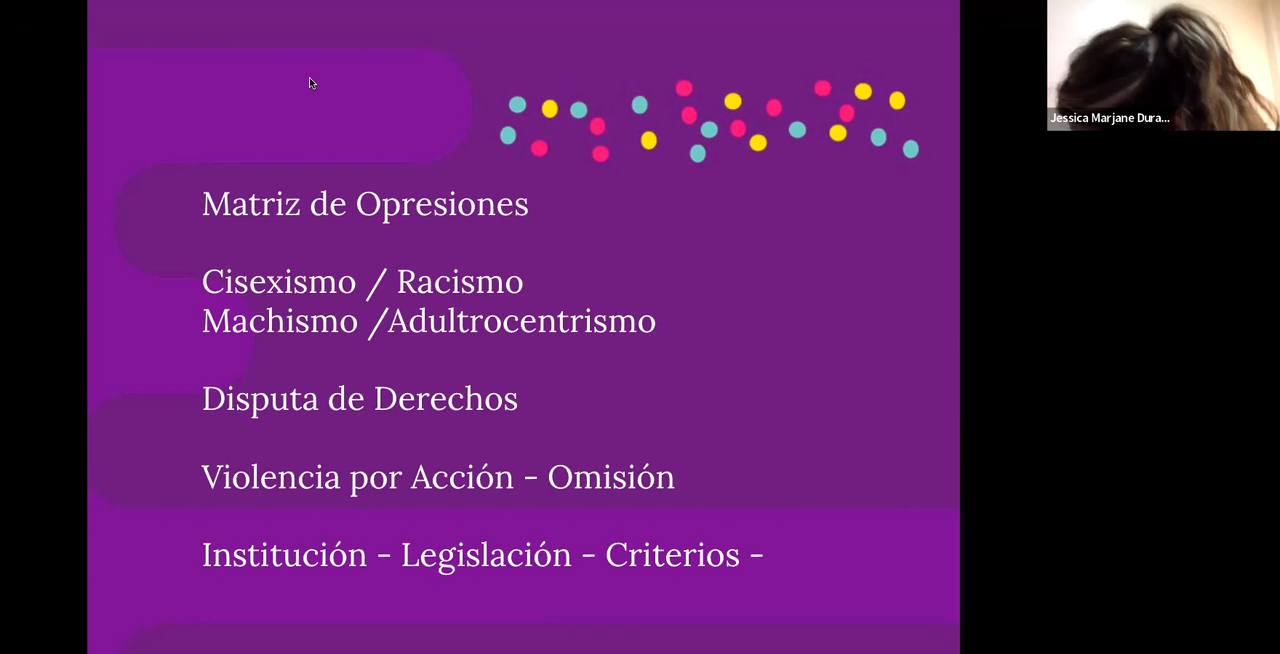 Matriz de Opresiones
Cisexismo / Racismo
Machismo /Adultrocentrismo
Disputa de Derechos
Violencia por Acción - Omisión
Institución - Legislación - Criterios -
Jessica Marjane Dura...